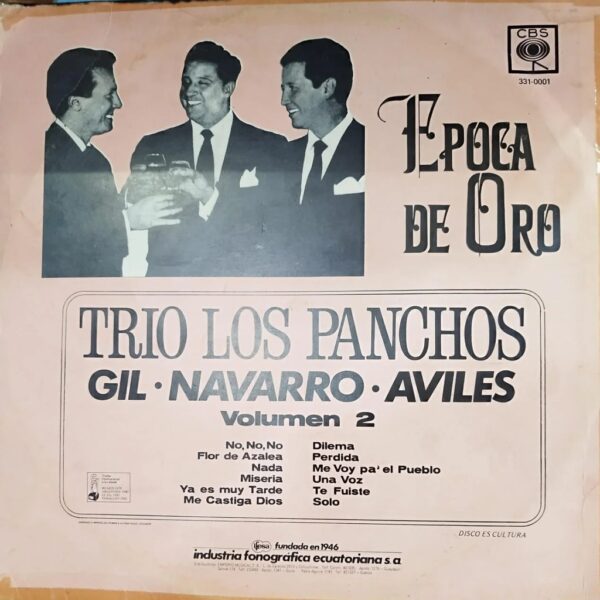 CBS
331-0001
EPOCA
DE ORO
TRIO LOS PANCHOS
GIL · NAVARRO · AVILES
Volumen 2
No, No, No
Flor de Azalea
Nada
Miseria
Ya es muy Tarde
Me Castiga Dios
Dilema
Perdida
Me Voy pa' el Pueblo
Una Voz
Te Fuiste
Solo
DISCO ES CULTURA
ifesa fundada en 1946
industria fonográfica ecuatoriana s.a.